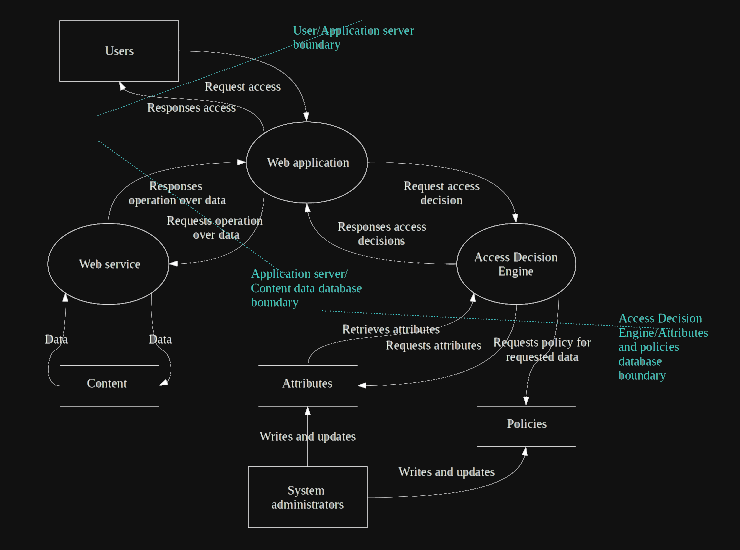 User/Application server
boundary
Users
Request access
Responses access
Web application
Responses
operation over data
Request access
decision
Requests operation
over data
Responses access
decisions
Web service
Access Decision
Engine
Application server/
Content data database
boundary
Access Decision
Engine/Attributes
and policies
database
boundary
Retrieves attributes
Requests attributes
Requests policy for
requested data
Data
Data
Content
Attributes
Policies
Writes and updates
Writes and updates
System
administrators